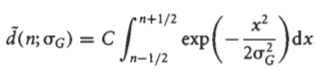 d̃(n;σ_G) = C ∫_{n−1/2}^{n+1/2} exp(−x²/2σ_G²)dx